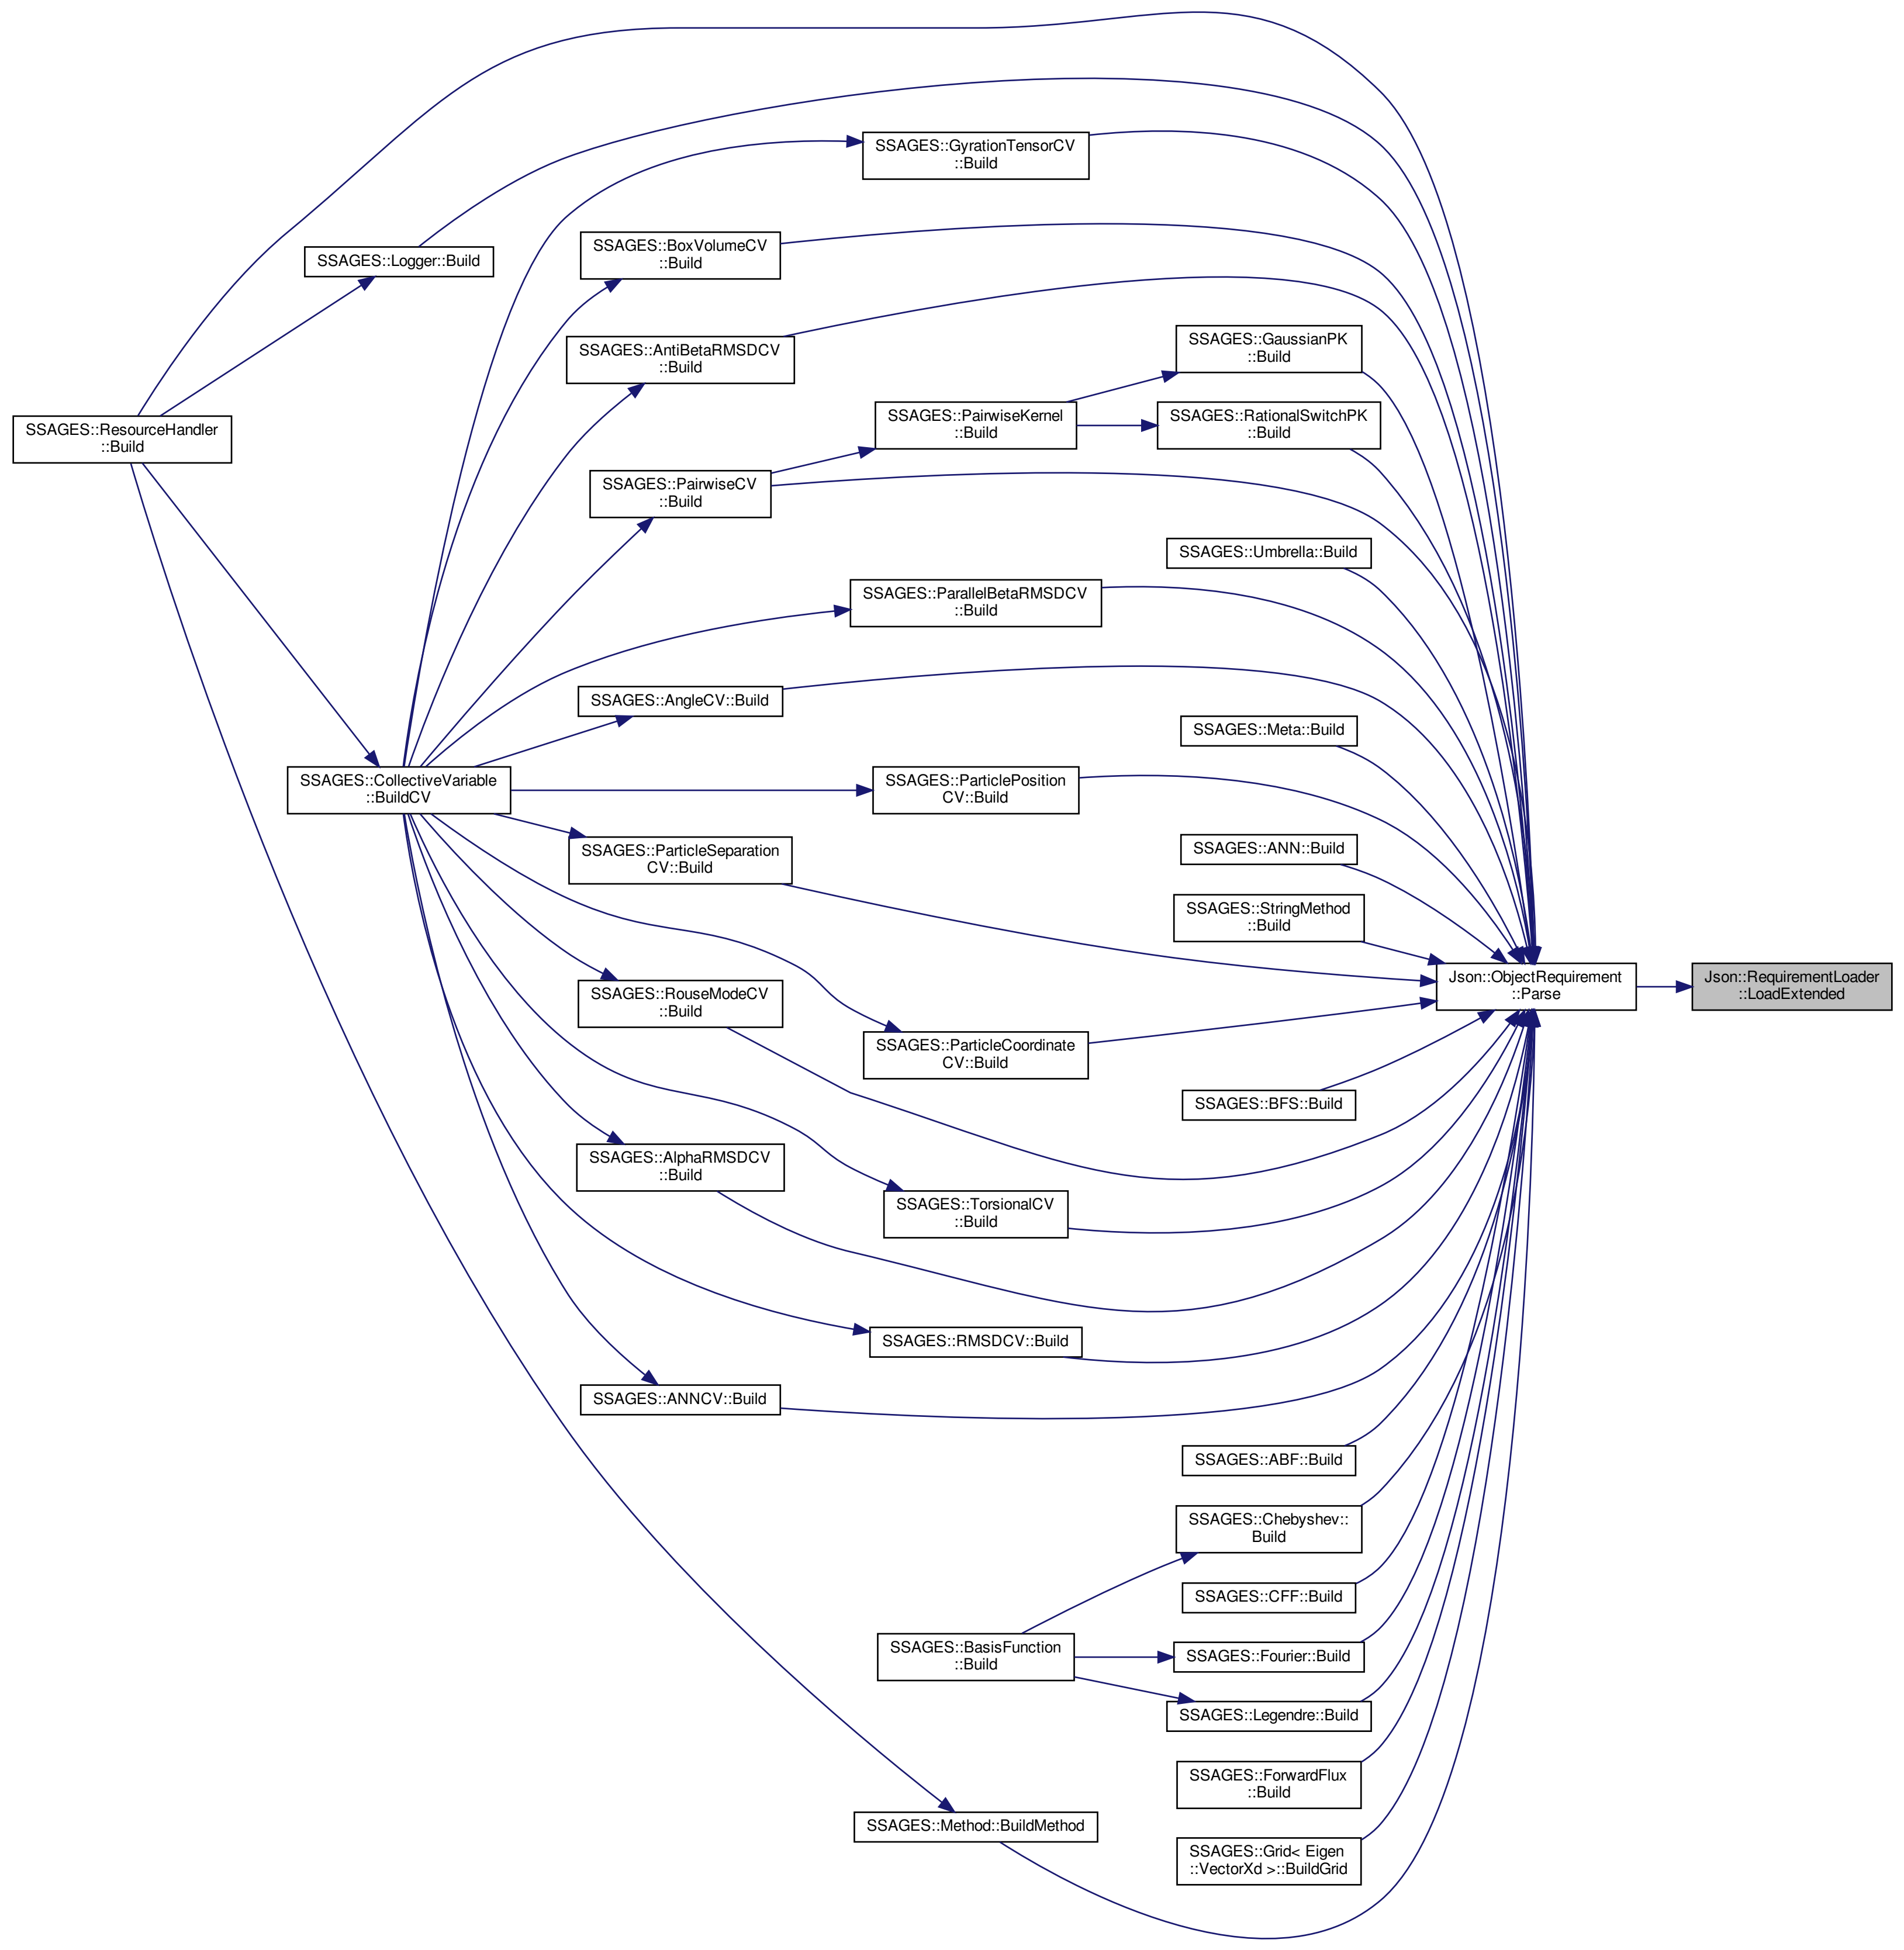 SSAGES::GyrationTensorCV
::Build
SSAGES::BoxVolumeCV
::Build
SSAGES::Logger::Build
SSAGES::AntiBetaRMSDCV
::Build
SSAGES::GaussianPK
::Build
SSAGES::ResourceHandler
::Build
SSAGES::PairwiseKernel
::Build
SSAGES::RationalSwitchPK
::Build
SSAGES::PairwiseCV
::Build
SSAGES::Umbrella::Build
SSAGES::ParallelBetaRMSDCV
::Build
SSAGES::AngleCV::Build
SSAGES::Meta::Build
SSAGES::CollectiveVariable
::BuildCV
SSAGES::ParticlePosition
CV::Build
SSAGES::ParticleSeparation
CV::Build
SSAGES::ANN::Build
SSAGES::StringMethod
::Build
Json::ObjectRequirement
::Parse
Json::RequirementLoader
::LoadExtended
SSAGES::RouseModeCV
::Build
SSAGES::ParticleCoordinate
CV::Build
SSAGES::BFS::Build
SSAGES::AlphaRMSDCV
::Build
SSAGES::TorsionalCV
::Build
SSAGES::RMSDCV::Build
SSAGES::ANNCV::Build
SSAGES::ABF::Build
SSAGES::Chebyshev::
Build
SSAGES::CFF::Build
SSAGES::BasisFunction
::Build
SSAGES::Fourier::Build
SSAGES::Legendre::Build
SSAGES::ForwardFlux
::Build
SSAGES::Method::BuildMethod
SSAGES::Grid< Eigen
::VectorXd >::BuildGrid